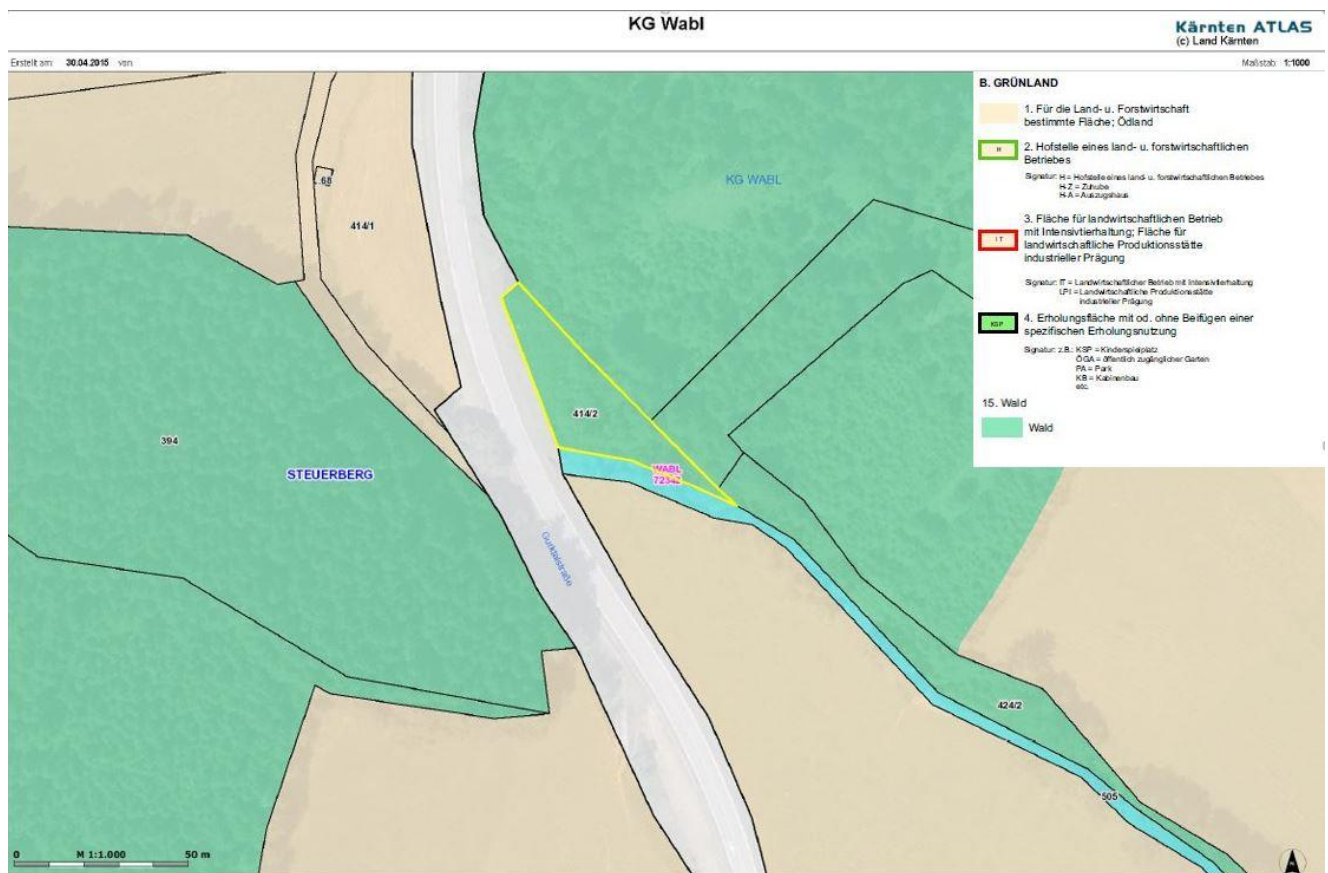 KG Wabl
Kärnten ATLAS
(c) Land Kärnten
Erstellt am: 30.04.2015 von:
Maßstab: 1:1000
B. GRÜNLAND
1. Für die Land- u. Forstwirtschaft
bestimmte Fläche; Ödland
H
2. Hofstelle eines land- u. forstwirtschaftlichen
Betriebes
Signatur: H = Hofstelle eines land- u. forstwirtschaftlichen Betriebes
H-Z = Zuhube
H-A = Auszugshaus
3. Fläche für landwirtschaftlichen Betrieb
mit Intensivtierhaltung; Fläche für
landwirtschaftliche Produktionsstätte
industrieller Prägung
IT
Signatur: IT = Landwirtschaftlicher Betrieb mit Intensivtierhaltung
LPI = Landwirtschaftliche Produktionsstätte
industrieller Prägung
KSP
4. Erholungsfläche mit od. ohne Beifügen einer
spezifischen Erholungsnutzung
Signatur: z.B.: KSP = Kinderspielplatz
ÖGA = öffentlich zugänglicher Garten
PA = Park
KB = Kabinenbau
etc.
15. Wald
Wald
.68
KG WABL
414/1
414/2
394
STEUERBERG
WABL
72342
Gurktalstraße
424/2
505
0 M 1:1.000 50 m